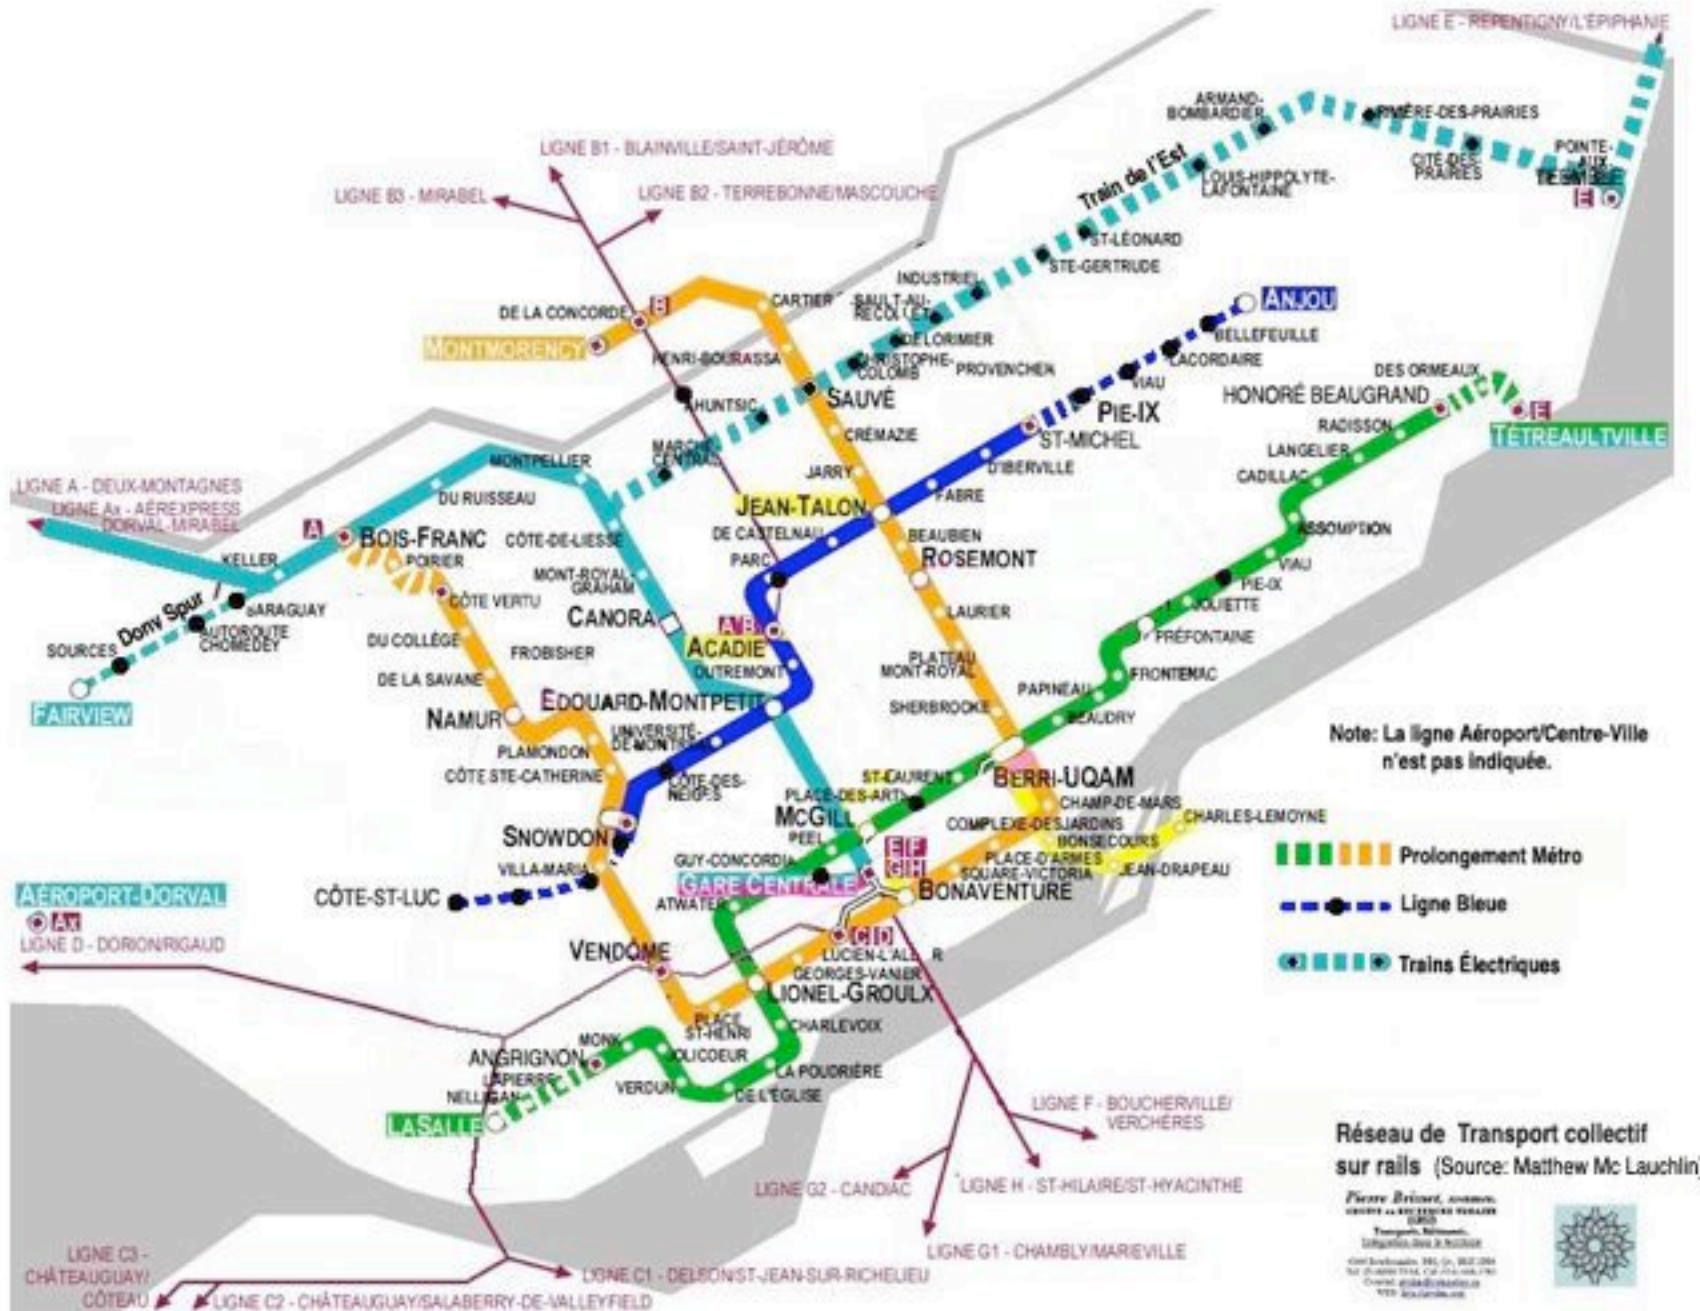 LIGNE E - REPENTIGNY/L'ÉPIPHANIE
ARMAND-
BOMBARDIER
RIVIÈRE-DES-PRAIRIES
CITÉ-DES-
PRAIRIES
POINTE-
AUX-
E
Train de l'Est
LOUIS-HIPPOLYTE-
LAFONTAINE
ST-LÉONARD
STE-GERTRUDE
INDUSTRIEL
LIGNE B1 - BLAINVILLE/SAINT-JÉRÔME
LIGNE B3 - MIRABEL
LIGNE B2 - TERREBONNE/MASCOUCHE
DE LA CONCORDE
B
CARTIER
SAULT-AU-
RECOLLET
MONTMORENCY
HENRI-BOURASSA
DELORIMIER
CHRISTOPHE-
COLOMB
PROVENCHER
ANJOU
BELLEFEUILLE
LACORDAIRE
VIAU
PIE-IX
ST-MICHEL
AHUNTSIC
SAUVÉ
MARCHÉ
CENTRAL
CRÉMAZIE
JARRY
D'IBERVILLE
FABRE
JEAN-TALON
DE CASTELNAU
PARC
DES ORMEAUX
HONORÉ BEAUGRAND
E
RADISSON
TÉTREAULTVILLE
LANGELIER
CADILLAC
ASSOMPTION
VIAU
PIE-IX
JOLIETTE
PRÉFONTAINE
FRONTENAC
PAPINEAU
BEAUDRY
LIGNE A - DEUX-MONTAGNES
LIGNE Ax - AÉREXPRESS
DORVAL-MIRABEL
A
BOIS-FRANC
MONTPELLIER
DU RUISSEAU
CÔTE-DE-LIESSE
MONT-ROYAL-
GRAHAM
CANORA
KELLER
POIRIER
CÔTE VERTU
Dony Spur
BARAGUAY
AUTOROUTE
CHOMEDEY
SOURCES
FAIRVIEW
DU COLLÈGE
FROBISHER
DE LA SAVANE
NAMUR
PLAMONDON
CÔTE STE-CATHERINE
A B
ACADIE
OUTREMONT
EDOUARD-MONTPETIT
UNIVERSITÉ-
DE-MONTRÉAL
CÔTE-DES-
NEIGES
SNOWDON
VILLA-MARIA
CÔTE-ST-LUC
BEAUBIEN
ROSEMONT
LAURIER
PLATEAU
MONT-ROYAL
SHERBROOKE
BERRI-UQAM
ST-LAURENT
PLACE-DES-ARTS
MCGILL
PEEL
GUY-CONCORDIA
GARE CENTRALE
ATWATER
E F
G H
CHAMP-DE-MARS
COMPLEXE-DESJARDINS
BONSECOURS
PLACE-D'ARMES
SQUARE-VICTORIA
BONAVENTURE
CHARLES-LEMOYNE
JEAN-DRAPEAU
C D
GEORGES-VANIER
LIONEL-GROULX
VENDÔME
PLACE
ST-HENRI
CHARLEVOIX
LA POUDRIÈRE
DE L'ÉGLISE
VERDUN
JOLICOEUR
MONK
ANGRIGNON
LAPIERRE
NELLIGAN
LASALLE
AÉROPORT-DORVAL
Ax
LIGNE D - DORION/RIGAUD
LIGNE F - BOUCHERVILLE/
VERCHÈRES
LIGNE G2 - CANDIAC
LIGNE H - ST-HILAIRE/ST-HYACINTHE
LIGNE G1 - CHAMBLY/MARIEVILLE
LIGNE C3 -
CHÂTEAUGUAY/
CÔTEAU
LIGNE C1 - DELSON/ST-JEAN-SUR-RICHELIEU
LIGNE C2 - CHÂTEAUGUAY/SALABERRY-DE-VALLEYFIELD
Note: La ligne Aéroport/Centre-Ville
n'est pas indiquée.
Prolongement Métro
Ligne Bleue
Trains Électriques
Réseau de Transport collectif
sur rails (Source: Matthew Mc Lauchlin)